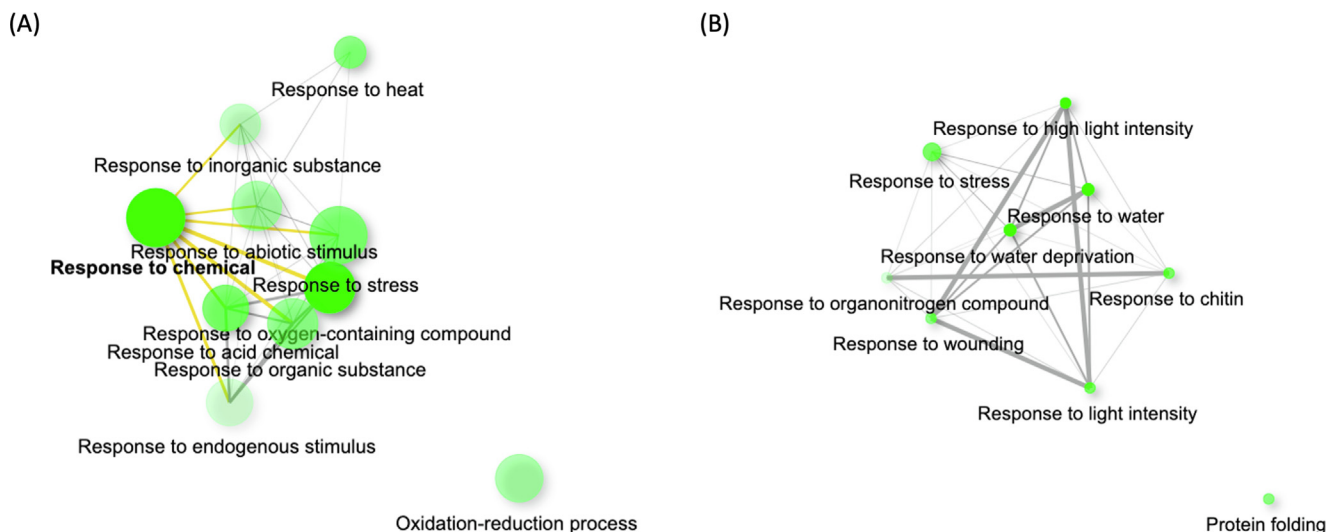 (A)
Response to heat
Response to inorganic substance
Response to abiotic stimulus
Response to chemical
Response to stress
Response to oxygen-containing compound
Response to acid chemical
Response to organic substance
Response to endogenous stimulus
Oxidation-reduction process
(B)
Response to high light intensity
Response to stress
Response to water
Response to water deprivation
Response to organonitrogen compound
Response to chitin
Response to wounding
Response to light intensity
Protein folding